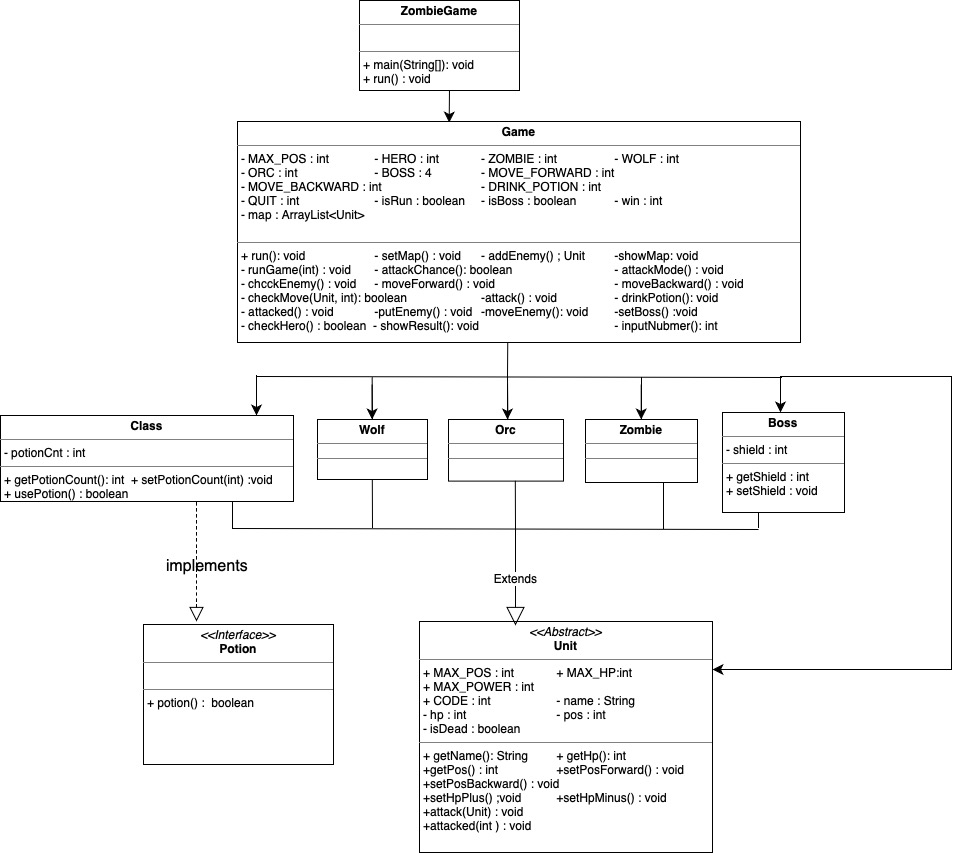 ZombieGame
+ main(String[]): void
+ run() : void
Game
- MAX_POS : int - HERO : int - ZOMBIE : int - WOLF : int
- ORC : int - BOSS : 4 - MOVE_FORWARD : int
- MOVE_BACKWARD : int - DRINK_POTION : int
- QUIT : int - isRun : boolean - isBoss : boolean - win : int
- map : ArrayList<Unit>
+ run(): void - setMap() : void - addEnemy() ; Unit -showMap: void
- runGame(int) : void - attackChance(): boolean - attackMode() : void
- chcckEnemy() : void - moveForward() : void - moveBackward() : void
- checkMove(Unit, int): boolean -attack() : void - drinkPotion(): void
- attacked() : void -putEnemy() : void -moveEnemy(): void -setBoss() :void
- checkHero() : boolean - showResult(): void - inputNubmer(): int
Class
- potionCnt : int
+ getPotionCount(): int + setPotionCount(int) :void
+ usePotion() : boolean
Wolf
Orc
Zombie
Boss
- shield : int
+ getShield : int
+ setShield : void
implements
Extends
<<Interface>>
Potion
+ potion() : boolean
<<Abstract>>
Unit
+ MAX_POS : int + MAX_HP:int
+ MAX_POWER : int
+ CODE : int - name : String
- hp : int - pos : int
- isDead : boolean
+ getName(): String + getHp(): int
+getPos() : int +setPosForward() : void
+setPosBackward() : void
+setHpPlus() ;void +setHpMinus() : void
+attack(Unit) : void
+attacked(int ) : void